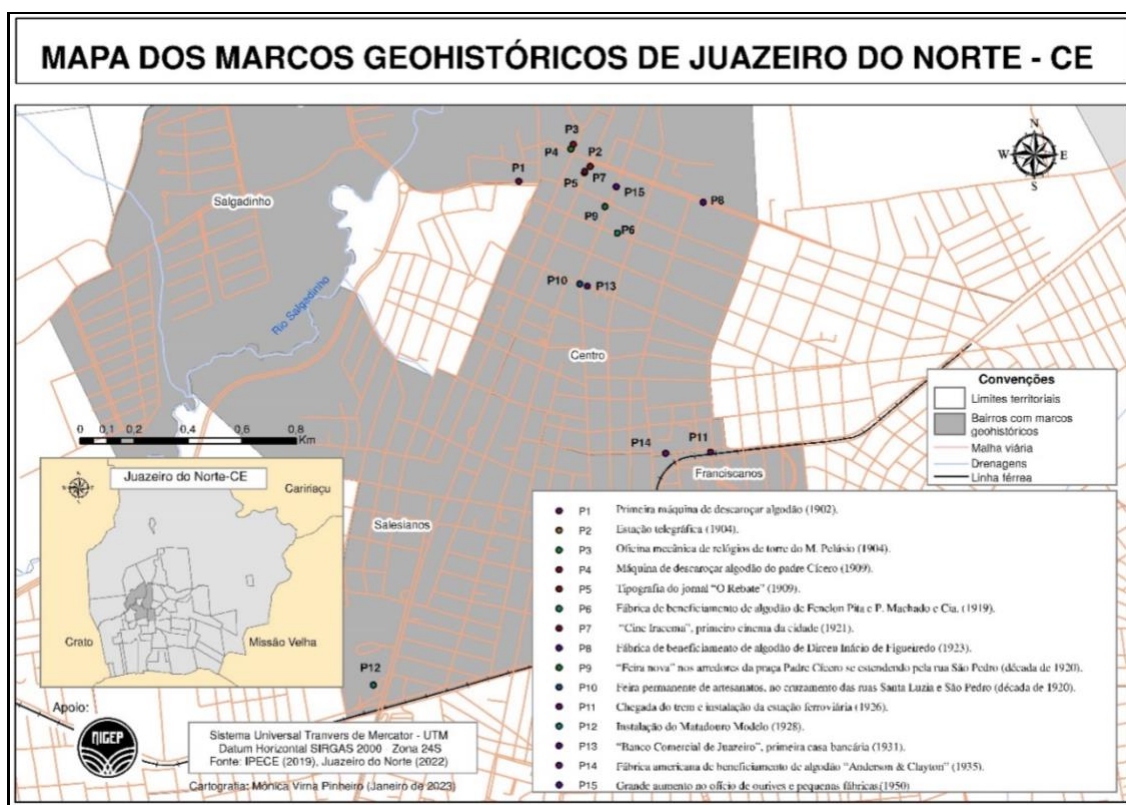 MAPA DOS MARCOS GEOHISTÓRICOS DE JUAZEIRO DO NORTE - CE
P3
P4
P2
P1
P7
P5
P15
P8
P9
P6
P10
P13
P14
P11
P12
N
W
E
S
Salgadinho
Rio Salgadinho
Centro
Franciscanos
Salesianos
0 0,1 0,2 0,4 0,6 0,8
Km
Convenções
Limites territoriais
Bairros com marcos
geohistóricos
Malha viária
Drenagens
Linha férrea
Juazeiro do Norte-CE
Caririaçu
Crato
Missão Velha
P1 Primeira máquina de descaroçar algodão (1902).
P2 Estação telegráfica (1904).
P3 Oficina mecânica de relógios de torre do M. Pelúsio (1904).
P4 Máquina de descaroçar algodão do padre Cícero (1909).
P5 Tipografia do jornal “O Rebate” (1909).
P6 Fábrica de beneficiamento de algodão de Fenelon Pita e P. Machado e Cia. (1919).
P7 “Cine Iracema”, primeiro cinema da cidade (1921).
P8 Fábrica de beneficiamento de algodão de Dirceu Inácio de Figueiredo (1923).
P9 “Feira nova” nos arredores da praça Padre Cícero se estendendo pela rua São Pedro (década de 1920).
P10 Feira permanente de artesanatos, no cruzamento das ruas Santa Luzia e São Pedro (década de 1920).
P11 Chegada do trem e instalação da estação ferroviária (1926).
P12 Instalação do Matadouro Modelo (1928).
P13 “Banco Comercial de Juazeiro”, primeira casa bancária (1931).
P14 Fábrica americana de beneficiamento de algodão “Anderson & Clayton” (1935).
P15 Grande aumento no ofício de ourives e pequenas fábricas.(1950)
Apoio:
NIGEP
Sistema Universal Tranvers de Mercator - UTM
Datum Horizontal SIRGAS 2000 - Zona 24S
Fonte: IPECE (2019), Juazeiro do Norte (2022)
Cartografia: Mônica Virna Pinheiro (Janeiro de 2023)